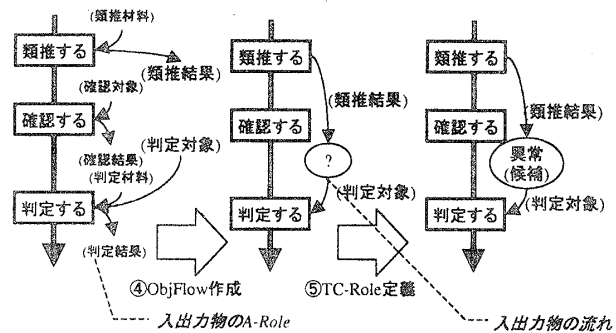 (類推材料)
類推する
(類推結果)
(確認対象)
確認する
(確認結果)
(判定材料)
(判定対象)
判定する
(判定結果)
④ObjFlow作成
入出力物のA-Role
類推する
(類推結果)
確認する
?
(判定対象)
判定する
⑤TC-Role定義
入出力物の流れ
類推する
(類推結果)
確認する
異常
(候補)
(判定対象)
判定する